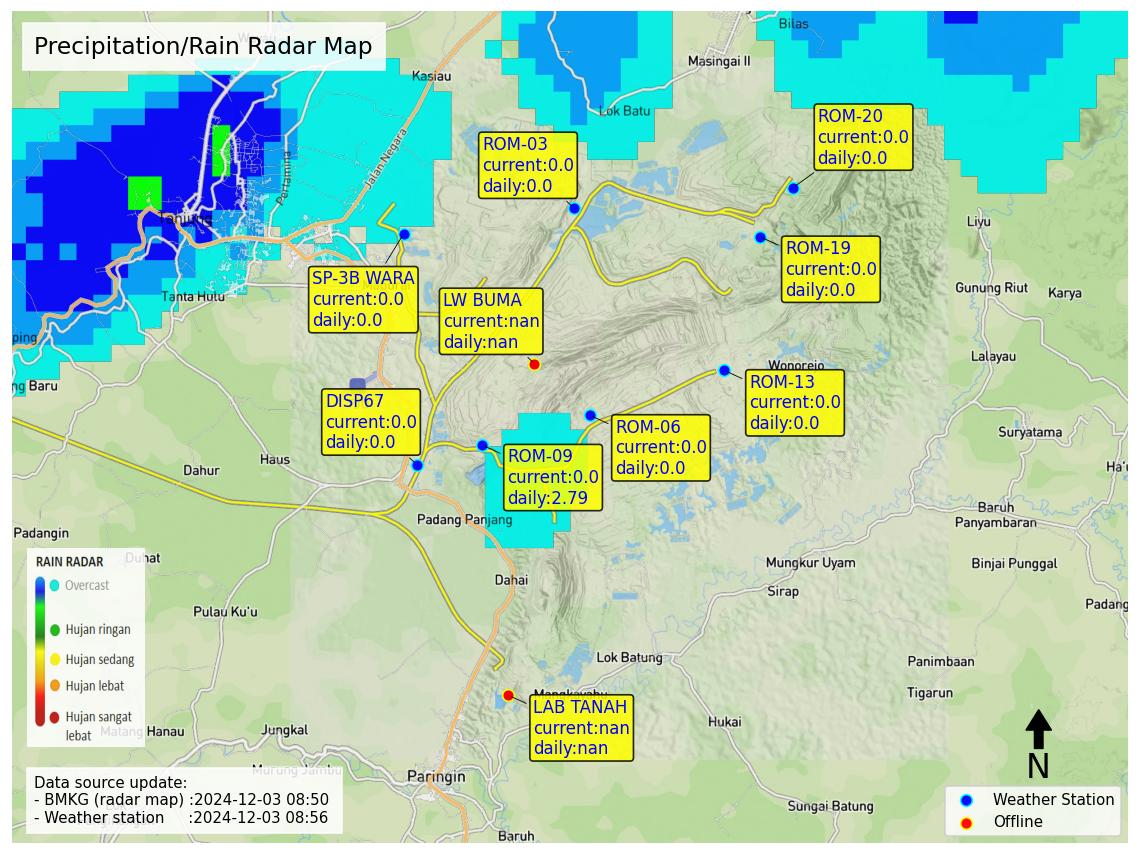 Precipitation/Rain Radar Map
Bilas
Masingai II
Kasiau
Lok Batu
Jalan Negara
Pertamina
Tanjung
Tanta Hulu
ping
ng Baru
ROM-03
current:0.0
daily:0.0
ROM-20
current:0.0
daily:0.0
ROM-19
current:0.0
daily:0.0
SP-3B WARA
current:0.0
daily:0.0
LW BUMA
current:nan
daily:nan
Liyu
Gunung Riut
Karya
Lalayau
Wonorejo
ROM-13
current:0.0
daily:0.0
DISP67
current:0.0
daily:0.0
ROM-06
current:0.0
daily:0.0
ROM-09
current:0.0
daily:2.79
Suryatama
Ha'u
Haus
Dahur
Padang Panjang
Baruh
Panyambaran
Padangin
Duhat
Mungkur Uyam
Binjai Punggal
Dahai
Sirap
Padang
Pulau Ku'u
RAIN RADAR
Overcast
Hujan ringan
Hujan sedang
Hujan lebat
Hujan sangat
lebat
Lok Batung
Panimbaan
Tigarun
Mangkayahu
LAB TANAH
current:nan
daily:nan
Hukai
Matang Hanau
Jungkal
Murung Jambu
Paringin
Sungai Batung
Baruh
Data source update:
- BMKG (radar map) :2024-12-03 08:50
- Weather station :2024-12-03 08:56
N
Weather Station
Offline